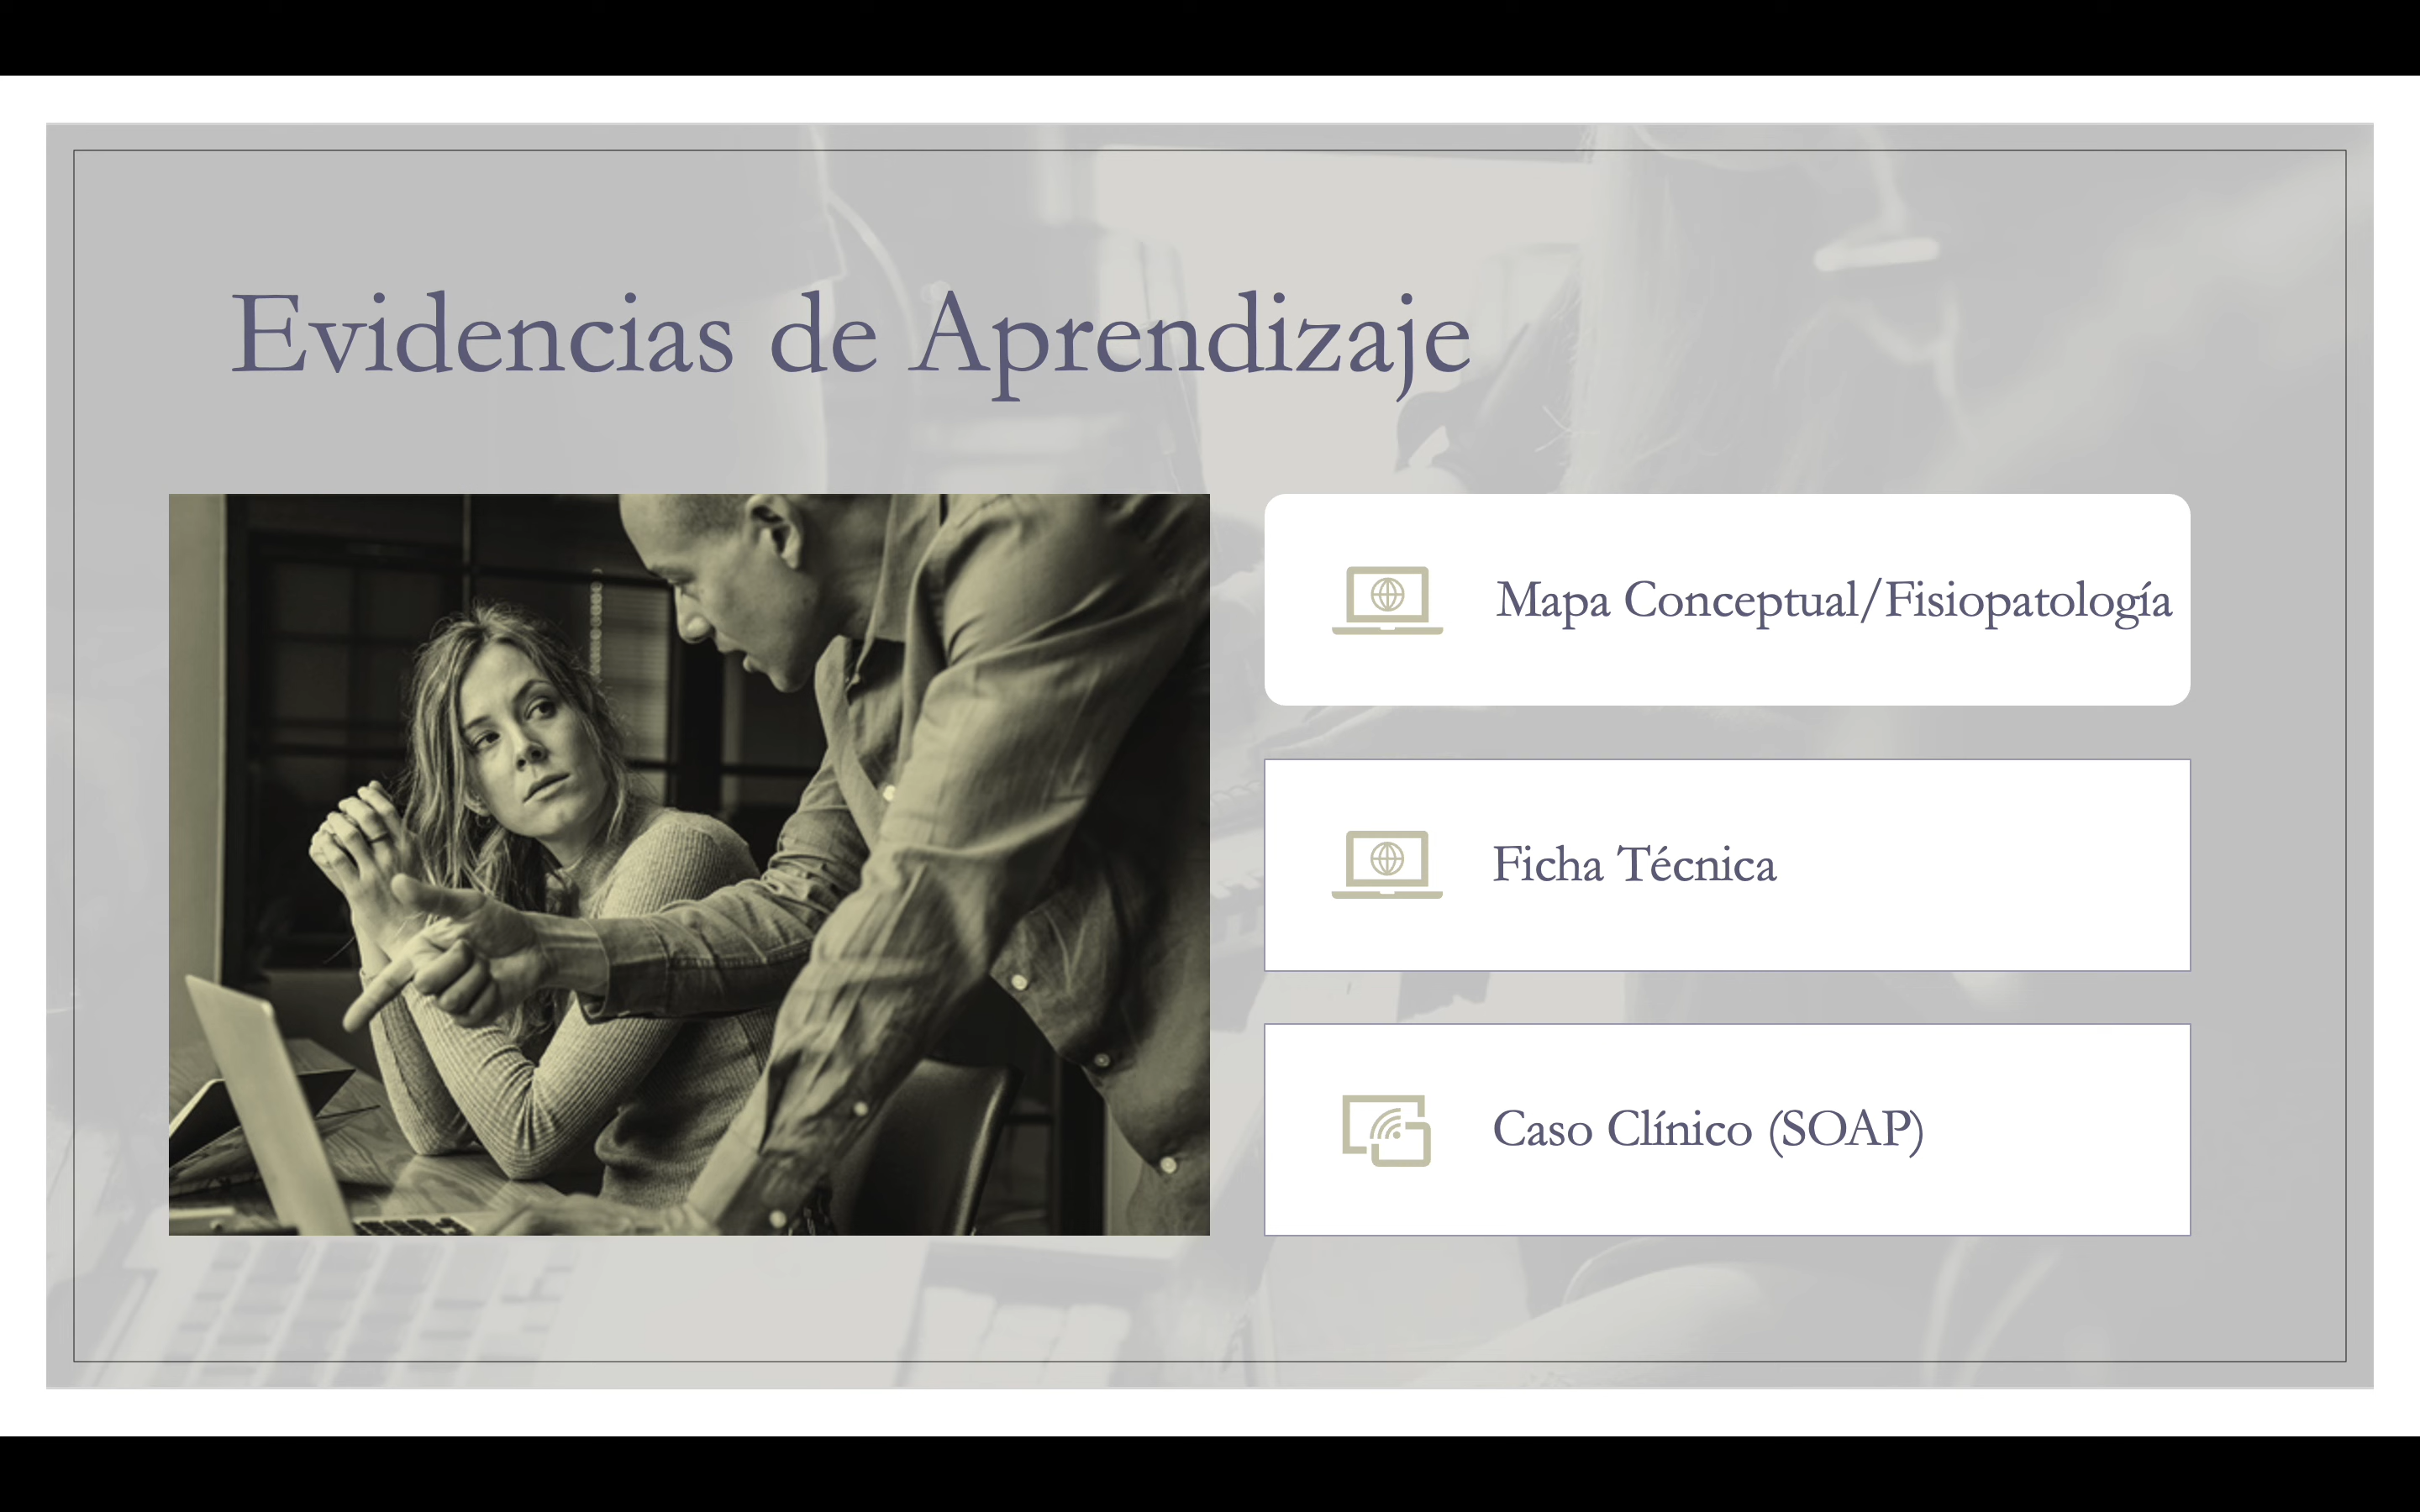 Evidencias de Aprendizaje
Mapa Conceptual/Fisiopatología
Ficha Técnica
Caso Clínico (SOAP)